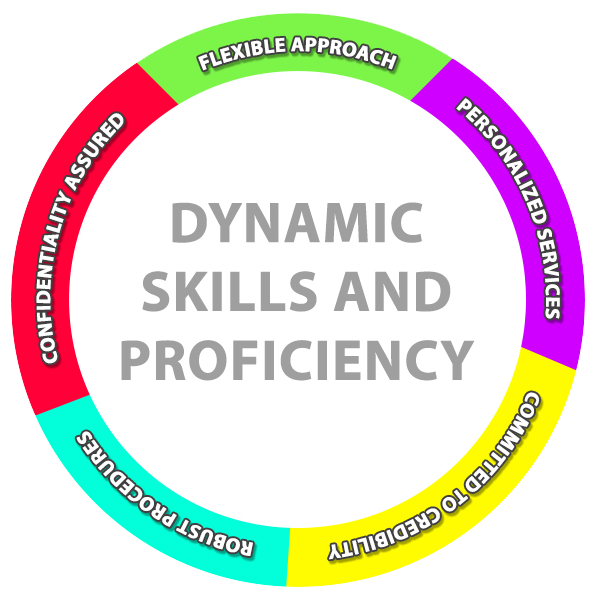 FLEXIBLE APPROACH
PERSONALIZED SERVICES
COMMITTED TO CREDIBILITY
ROBUST PROCEDURES
CONFIDENTIALITY ASSURED
DYNAMIC
SKILLS AND
PROFICIENCY